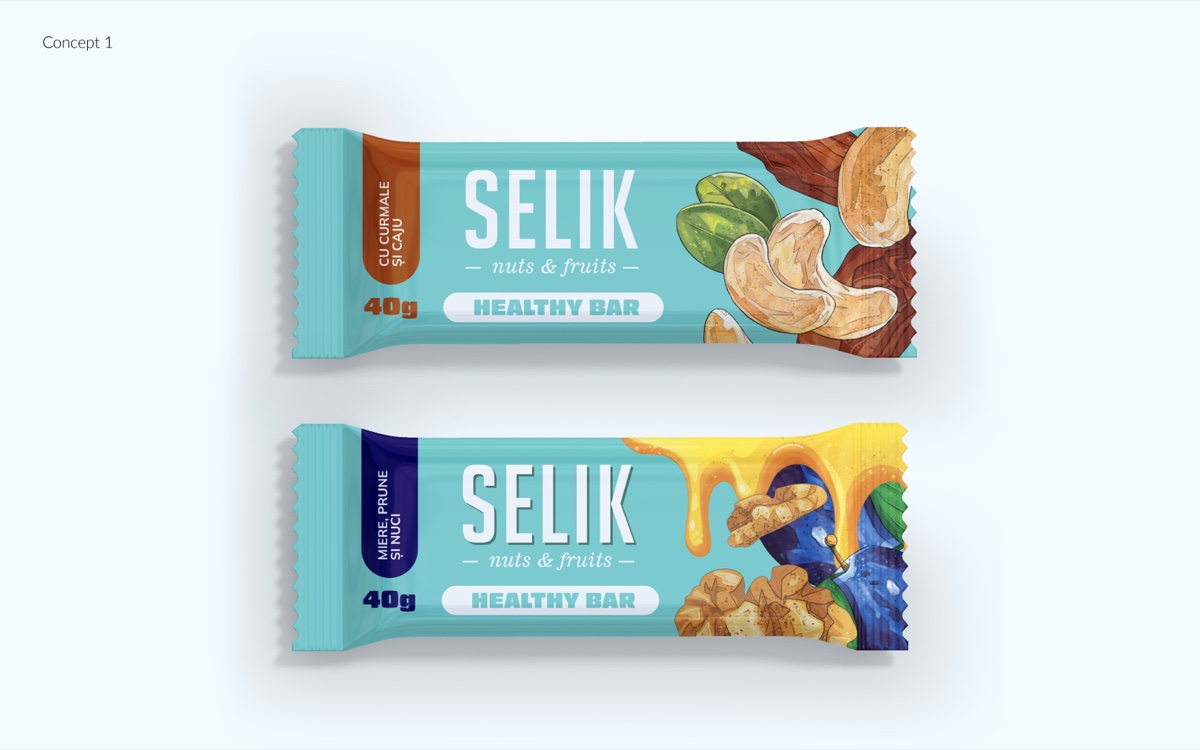 Concept 1
CU CURMALE
ȘI CAJU
40g
SELIK
— nuts & fruits —
HEALTHY BAR
MIERE, PRUNE
ȘI NUCI
40g
SELIK
— nuts & fruits —
HEALTHY BAR